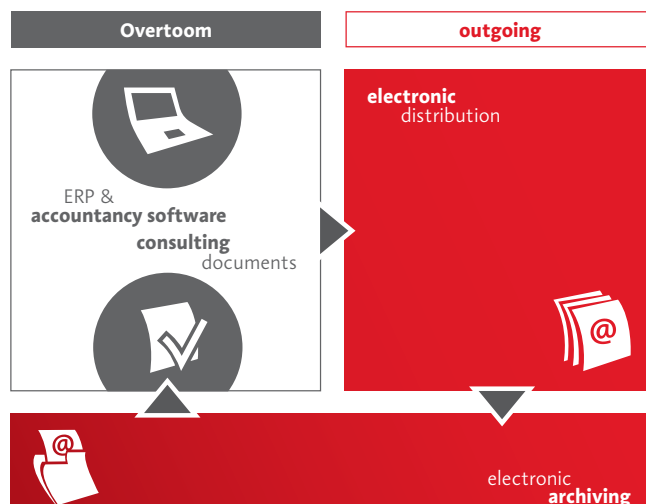 Overtoom
outgoing
ERP &
accountancy software
consulting
documents
electronic
distribution
@
@
electronic
archiving